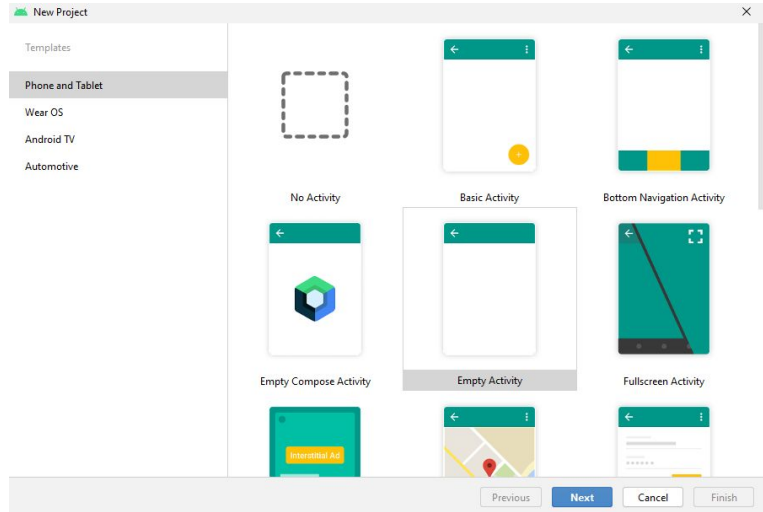 New Project
Templates
Phone and Tablet
Wear OS
Android TV
Automotive
No Activity
Basic Activity
Bottom Navigation Activity
Empty Compose Activity
Empty Activity
Fullscreen Activity
Interstitial Ad
Previous
Next
Cancel
Finish